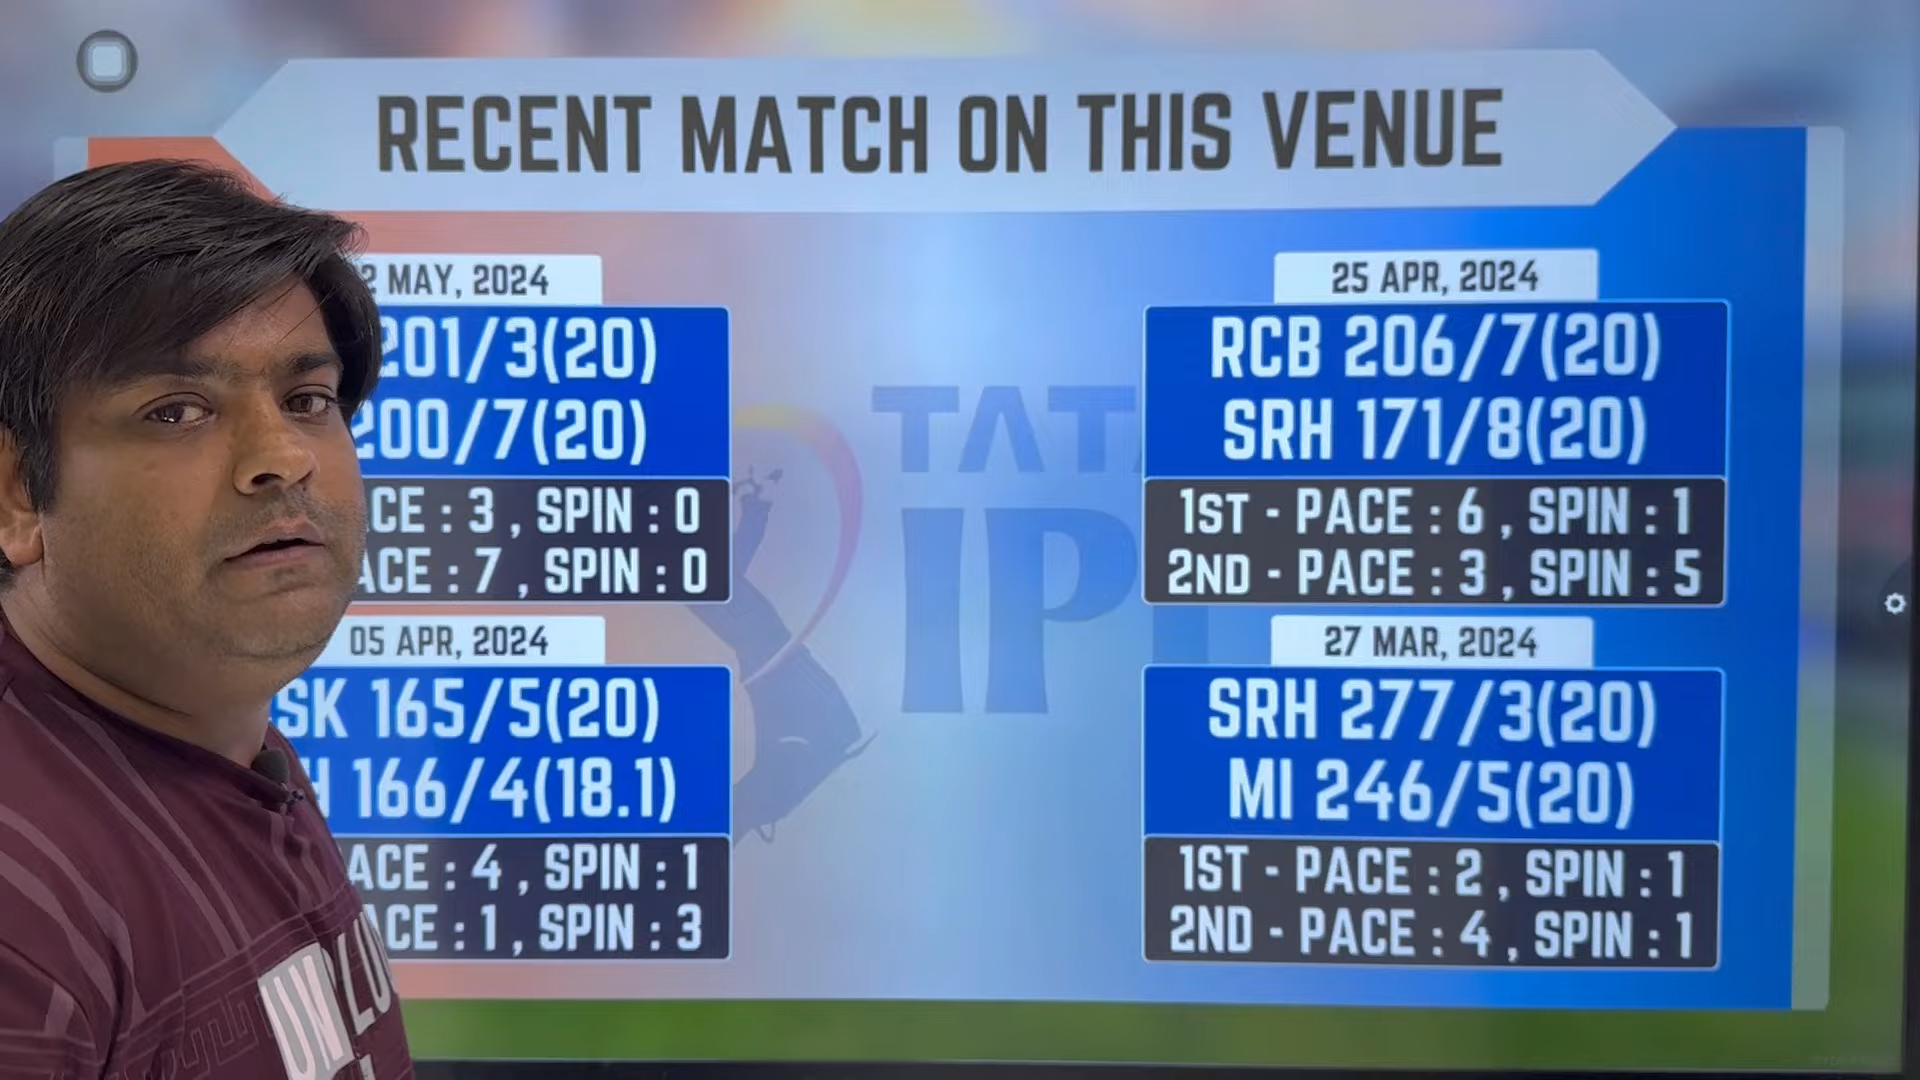 RECENT MATCH ON THIS VENUE
2 MAY, 2024
201/3(20)
200/7(20)
CE : 3 , SPIN : 0
ACE : 7 , SPIN : 0
25 APR, 2024
RCB 206/7(20)
SRH 171/8(20)
1ST - PACE : 6 , SPIN : 1
2ND - PACE : 3 , SPIN : 5
TATA
IPL
05 APR, 2024
SK 165/5(20)
H 166/4(18.1)
ACE : 4 , SPIN : 1
ACE : 1 , SPIN : 3
27 MAR, 2024
SRH 277/3(20)
MI 246/5(20)
1ST - PACE : 2 , SPIN : 1
2ND - PACE : 4 , SPIN : 1